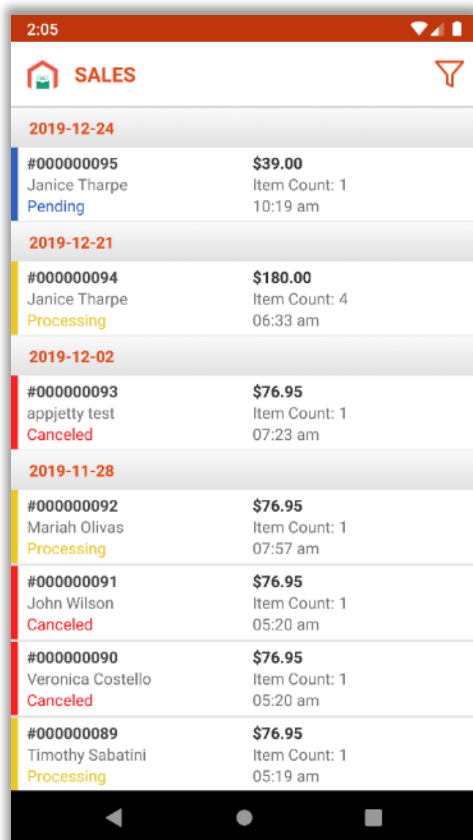 2:05
SALES
2019-12-24
#000000095 $39.00
Janice Tharpe Item Count: 1
Pending 10:19 am
2019-12-21
#000000094 $180.00
Janice Tharpe Item Count: 4
Processing 06:33 am
2019-12-02
#000000093 $76.95
appjetty test Item Count: 1
Canceled 07:23 am
2019-11-28
#000000092 $76.95
Mariah Olivas Item Count: 1
Processing 07:57 am
#000000091 $76.95
John Wilson Item Count: 1
Canceled 05:20 am
#000000090 $76.95
Veronica Costello Item Count: 1
Canceled 05:20 am
#000000089 $76.95
Timothy Sabatini Item Count: 1
Processing 05:19 am